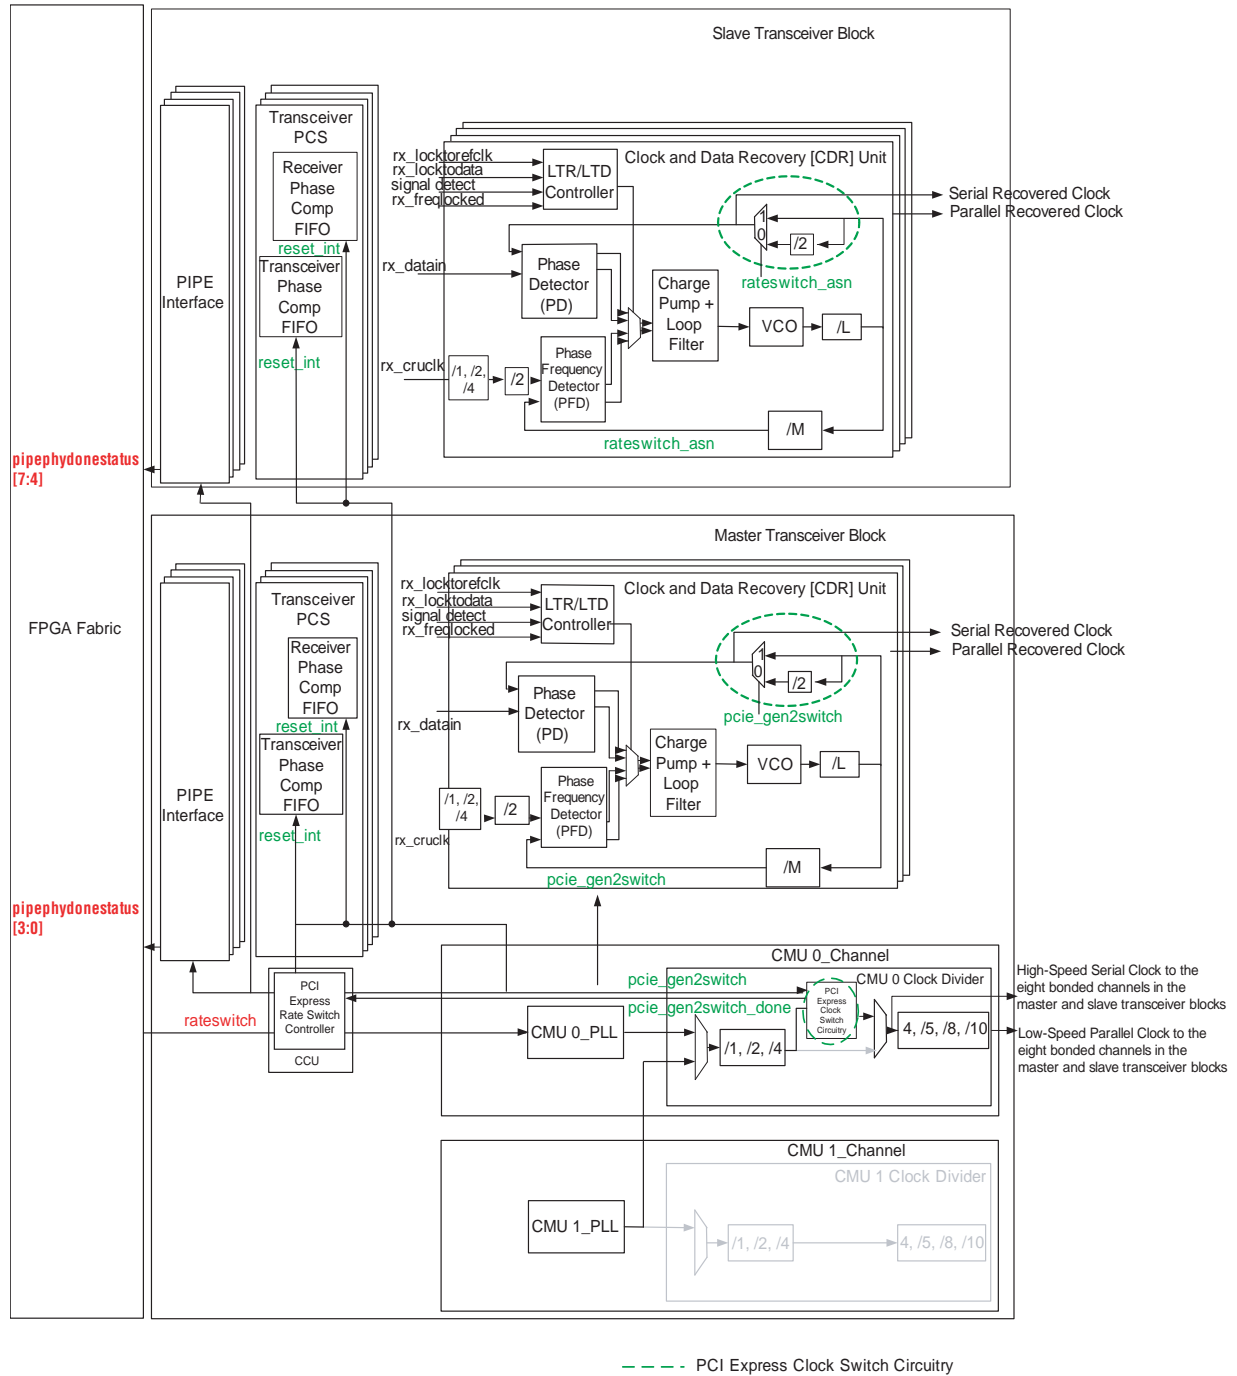 Slave Transceiver Block
Transceiver
PCS
Receiver
Phase
Comp
FIFO
reset_int
Transceiver
Phase
Comp
FIFO
reset_int
PIPE
Interface
rx_locktorefclk
rx_locktodata
signal detect
rx_freqlocked
LTR/LTD
Controller
Clock and Data Recovery [CDR] Unit
1
0
/2
rateswitch_asn
Serial Recovered Clock
Parallel Recovered Clock
rx_datain
Phase
Detector
(PD)
Charge
Pump +
Loop
Filter
VCO
/L
rx_cruclk
/1, /2,
/4
/2
Phase
Frequency
Detector
(PFD)
/M
rateswitch_asn
pipephydonestatus
[7:4]
Master Transceiver Block
FPGA Fabric
Transceiver
PCS
Receiver
Phase
Comp
FIFO
reset_int
Transceiver
Phase
Comp
FIFO
reset_int
PIPE
Interface
rx_locktorefclk
rx_locktodata
signal detect
rx_freqlocked
LTR/LTD
Controller
Clock and Data Recovery [CDR] Unit
1
0
/2
pcie_gen2switch
Serial Recovered Clock
Parallel Recovered Clock
rx_datain
Phase
Detector
(PD)
Charge
Pump +
Loop
Filter
VCO
/L
/1, /2,
/4
/2
rx_cruclk
Phase
Frequency
Detector
(PFD)
/M
pcie_gen2switch
pipephydonestatus
[3:0]
CMU 0_Channel
pcie_gen2switch
pcie_gen2switch_done
PCI
Express
Rate Switch
Controller
CCU
rateswitch
CMU 0_PLL
/1, /2, /4
PCI
Express
Clock
Switch
Circuitry
CMU 0 Clock Divider
4, /5, /8, /10
High-Speed Serial Clock to the
eight bonded channels in the
master and slave transceiver blocks
Low-Speed Parallel Clock to the
eight bonded channels in the
master and slave transceiver blocks
CMU 1_Channel
CMU 1 Clock Divider
CMU 1_PLL
/1, /2, /4
4, /5, /8, /10
PCI Express Clock Switch Circuitry